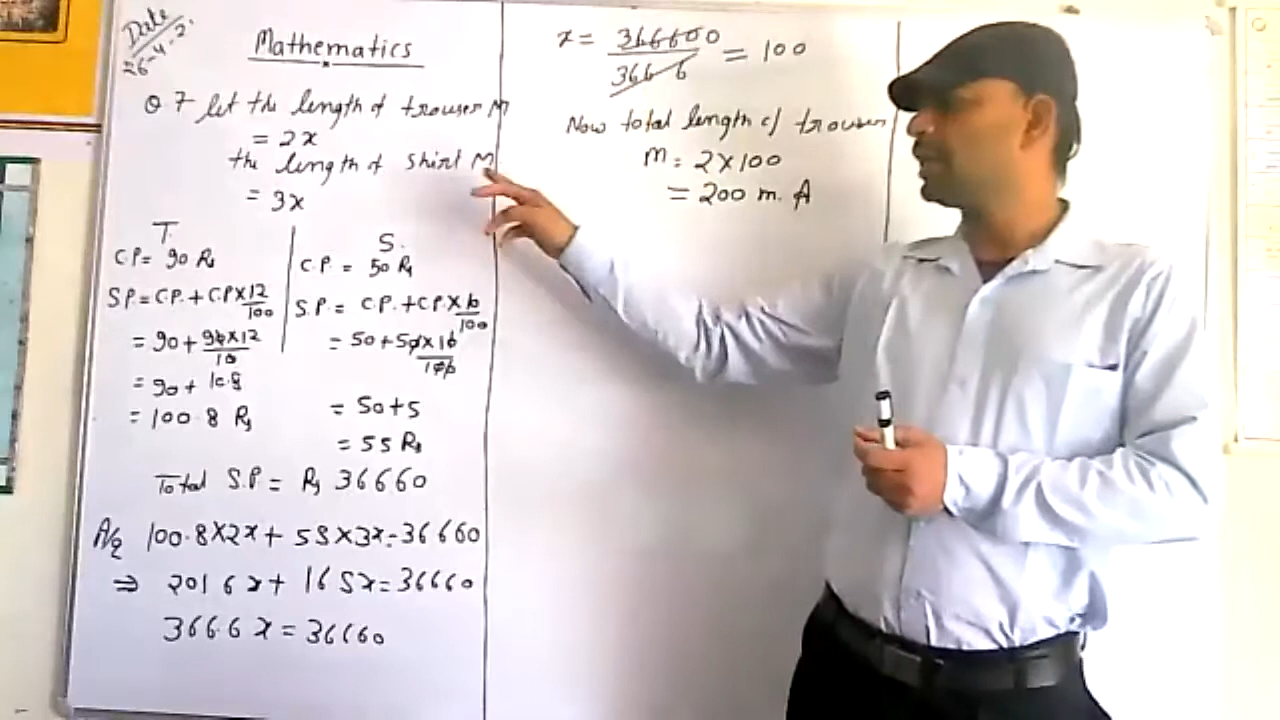 Date
26-4-2
Mathematics
Q 7 let the length of trouser M
= 2x
the length of shirt M
= 3x
T.
C.P = 90 Rs
S.P = C.P. + C.P × 12/100
= 90 + 90×12/10
= 90 + 10.8
= 100.8 Rs
S.
C.P. = 50 Rs
S.P. = C.P. + C.P. × 10/100
= 50 + 50×10/100
= 50 + 5
= 55 Rs
Total S.P = Rs 36660
A/q 100.8×2x + 55×3x = 36660
⇒ 201 6 x + 165x = 36660
366.6 x = 36660
x = 366600/3666 = 100
Now total length of trouser
M = 2×100
= 200 m. A